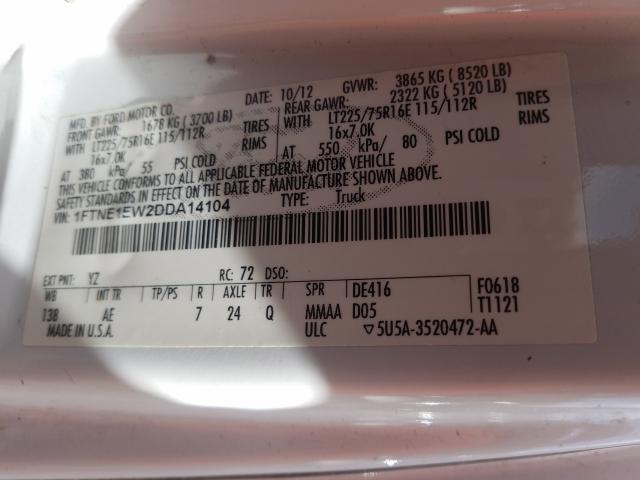 MFD. BY FORD MOTOR CO.
DATE: 10/12 GVWR: 3865 KG ( 8520 LB)
FRONT GAWR: 1678 KG ( 3700 LB)
REAR GAWR: 2322 KG ( 5120 LB)
WITH LT225/75R16E 115/112R TIRES
WITH LT225/75R16E 115/112R TIRES
16x7.0K RIMS
16x7.0K RIMS
AT 380 kPa/ 55 PSI COLD
AT 550 kPa/ 80 PSI COLD
THIS VEHICLE CONFORMS TO ALL APPLICABLE FEDERAL MOTOR VEHICLE
SAFETY STANDARDS IN EFFECT ON THE DATE OF MANUFACTURE SHOWN ABOVE.
VIN: 1FTNE1EW2DDA14104
TYPE: Truck
EXT PNT: YZ RC: 72 DSO:
WB INT TR TP/PS R AXLE TR SPR DE416 F0618
138 AE 7 24 Q MMAA D05 T1121
MADE IN U.S.A. ULC ▽5U5A-3520472-AA